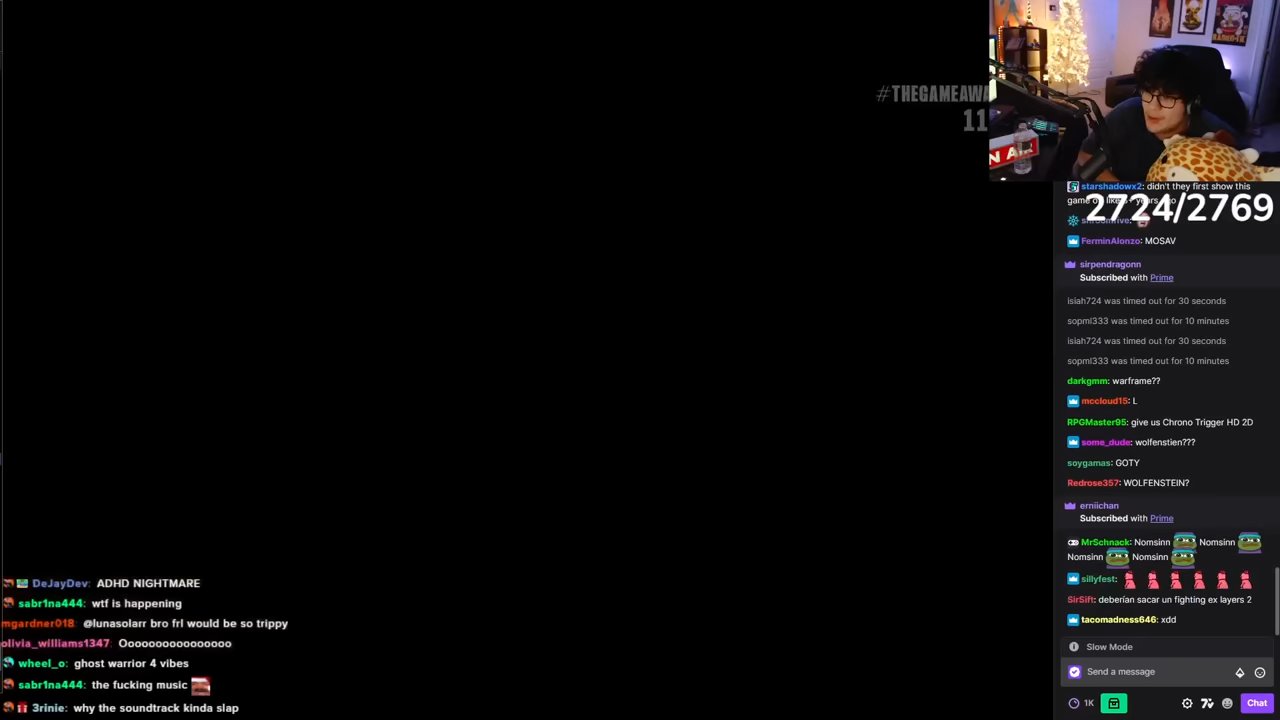 #THEGAMEAWA
11
N AIR
starshadowx2: didn't they first show this
game o like years o
2724/2769
FerminAlonzo: MOSAV
sirpendragonn
Subscribed with Prime
isiah724 was timed out for 30 seconds
sopml333 was timed out for 10 minutes
isiah724 was timed out for 30 seconds
sopml333 was timed out for 10 minutes
darkgmm: warframe??
mccloud15: L
RPGMaster95: give us Chrono Trigger HD 2D
some_dude: wolfenstien???
soygamas: GOTY
Redrose357: WOLFENSTEIN?
erniichan
Subscribed with Prime
MrSchnack: Nomsinn Nomsinn
Nomsinn Nomsinn
sillyfest:
SirSift: deberían sacar un fighting ex layers 2
tacomadness646: xdd
Slow Mode
Send a message
1K
Chat
DeJayDev: ADHD NIGHTMARE
sabr1na444: wtf is happening
mgardner018: @lunasolarr bro frl would be so trippy
olivia_williams1347: Ooooooooooooooo
wheel_o: ghost warrior 4 vibes
sabr1na444: the fucking music
3rinie: why the soundtrack kinda slap